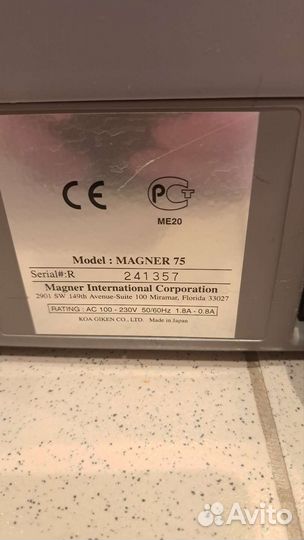 CE
РСТ
ME20
Model : MAGNER 75
Serial#:R 241357
Magner International Corporation
2901 SW 149th Avenue-Suite 100 Miramar, Florida 33027
RATING : AC 100 - 230V 50/60Hz 1.8A - 0.8A
KOA GIKEN CO., LTD. Made in Japan
Avito